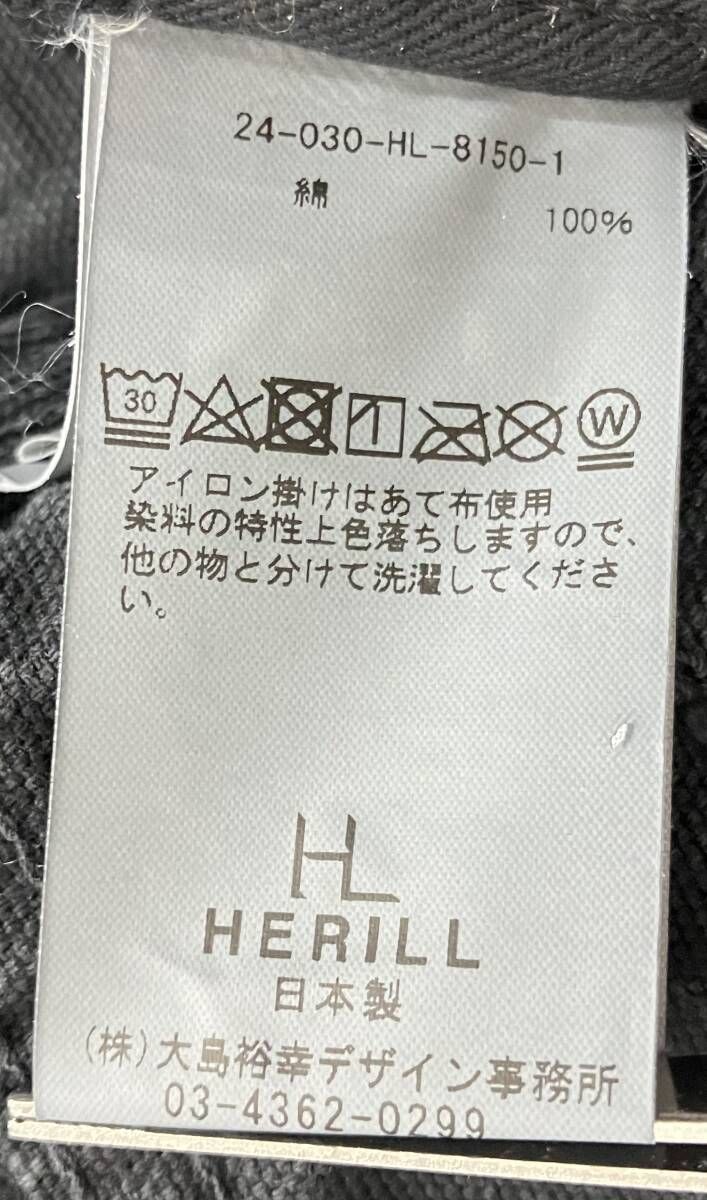 24-030-HL-8150-1
綿 100%
30 W
アイロン掛けはあて布使用
染料の特性上色落ちしますので、
他の物と分けて洗濯してくださ
い。
HL
HERILL
日本製
(株)大島裕幸デザイン事務所
03-4362-0299